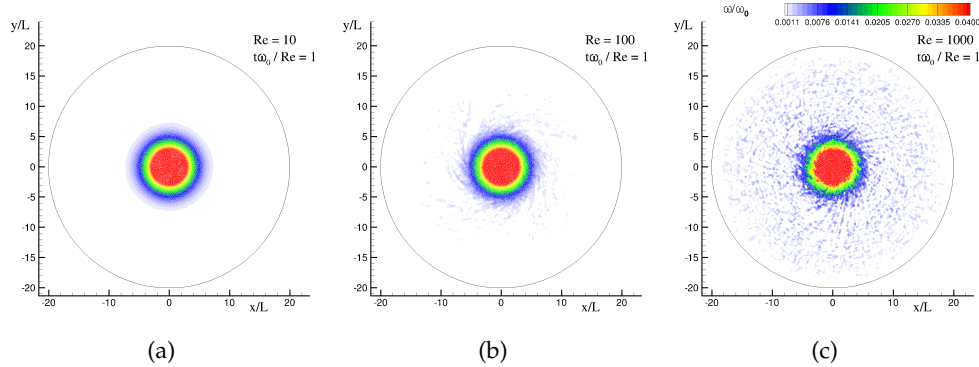 ω/ω₀
0.0011 0.0076 0.0141 0.0205 0.0270 0.0335 0.0400
y/L
Re = 10
tω₀ / Re = 1
20
15
10
5
0
-5
-10
-15
-20
-20 -10 0 10 20
x/L
(a)
y/L
Re = 100
tω₀ / Re = 1
20
15
10
5
0
-5
-10
-15
-20
-20 -10 0 10 20
x/L
(b)
y/L
Re = 1000
tω₀ / Re = 1
20
15
10
5
0
-5
-10
-15
-20
-20 -10 0 10 20
x/L
(c)